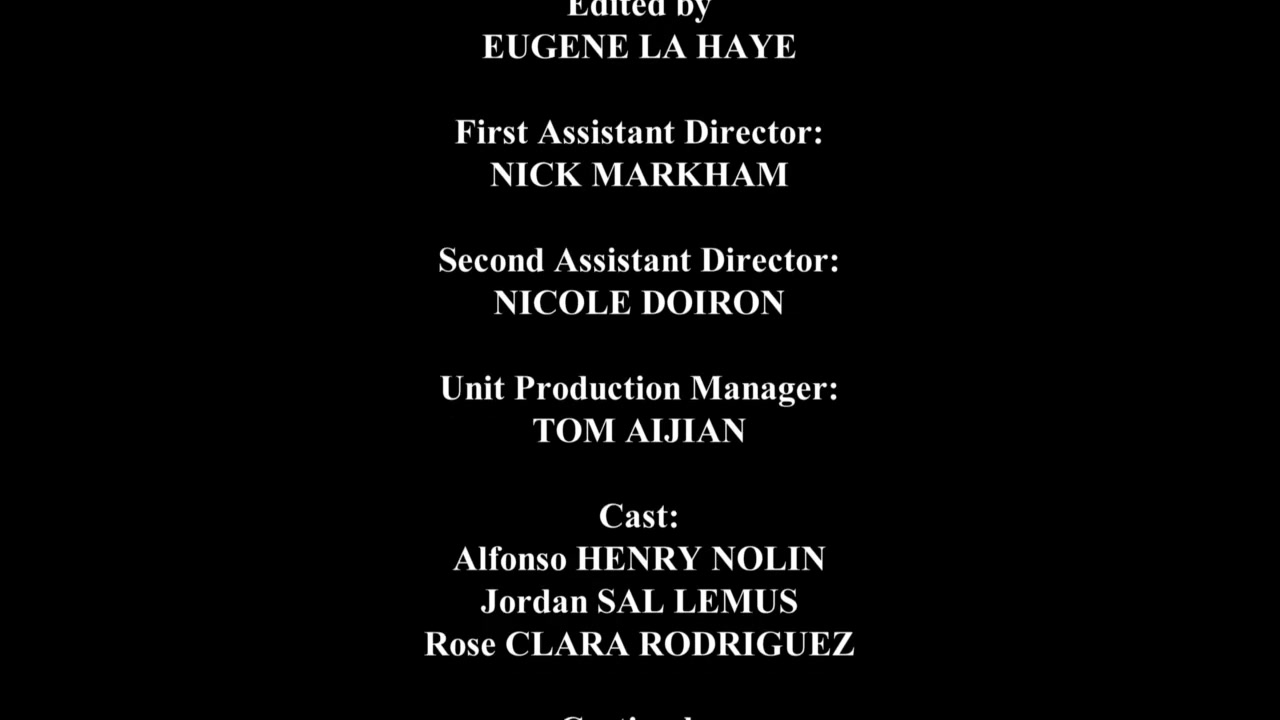 Edited by
EUGENE LA HAYE
First Assistant Director:
NICK MARKHAM
Second Assistant Director:
NICOLE DOIRON
Unit Production Manager:
TOM AIJIAN
Cast:
Alfonso HENRY NOLIN
Jordan SAL LEMUS
Rose CLARA RODRIGUEZ